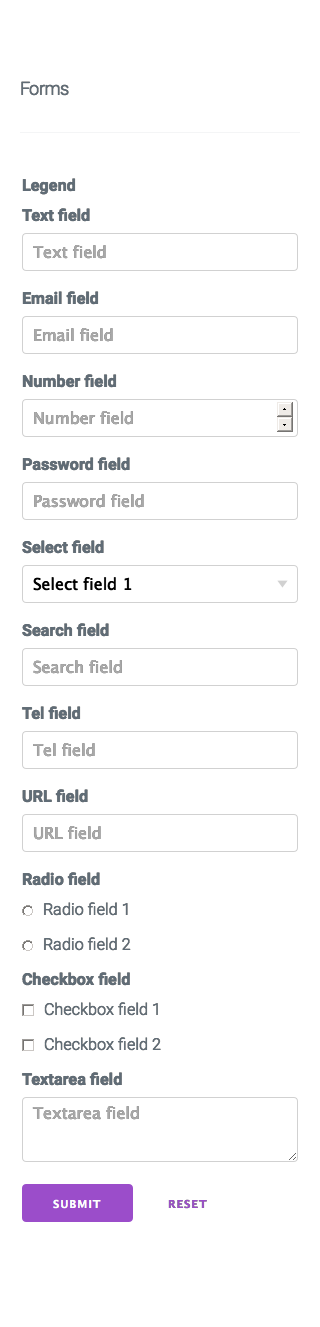 Forms
Legend
Text field
Text field
Email field
Email field
Number field
Number field
Password field
Password field
Select field
Select field 1
Search field
Search field
Tel field
Tel field
URL field
URL field
Radio field
Radio field 1
Radio field 2
Checkbox field
Checkbox field 1
Checkbox field 2
Textarea field
Textarea field
SUBMIT RESET